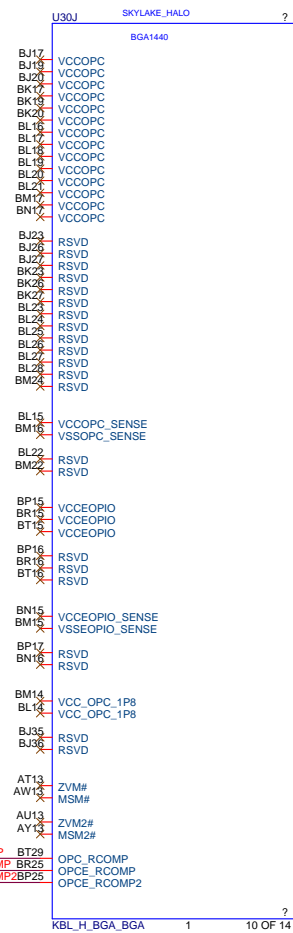 U30J SKYLAKE_HALO ?
BGA1440
BJ17 VCCOPC
BJ19 VCCOPC
BJ20 VCCOPC
BK17 VCCOPC
BK19 VCCOPC
BK20 VCCOPC
BL16 VCCOPC
BL17 VCCOPC
BL18 VCCOPC
BL19 VCCOPC
BL20 VCCOPC
BL21 VCCOPC
BM17 VCCOPC
BN17 VCCOPC
BJ23 RSVD
BJ26 RSVD
BJ27 RSVD
BK23 RSVD
BK26 RSVD
BK27 RSVD
BL23 RSVD
BL24 RSVD
BL25 RSVD
BL26 RSVD
BL27 RSVD
BL28 RSVD
BM24 RSVD
BL15 VCCOPC_SENSE
BM16 VSSOPC_SENSE
BL22 RSVD
BM22 RSVD
BP15 VCCEOPIO
BR15 VCCEOPIO
BT15 VCCEOPIO
BP16 RSVD
BR16 RSVD
BT16 RSVD
BN15 VCCEOPIO_SENSE
BM15 VSSEOPIO_SENSE
BP17 RSVD
BN16 RSVD
BM14 VCC_OPC_1P8
BL14 VCC_OPC_1P8
BJ35 RSVD
BJ36 RSVD
AT13 ZVM#
AW13 MSM#
AU13 ZVM2#
AY13 MSM2#
P BT29 OPC_RCOMP
MP BR25 OPCE_RCOMP
MP2 BP25 OPCE_RCOMP2
KBL_H_BGA_BGA 1 10 OF 14